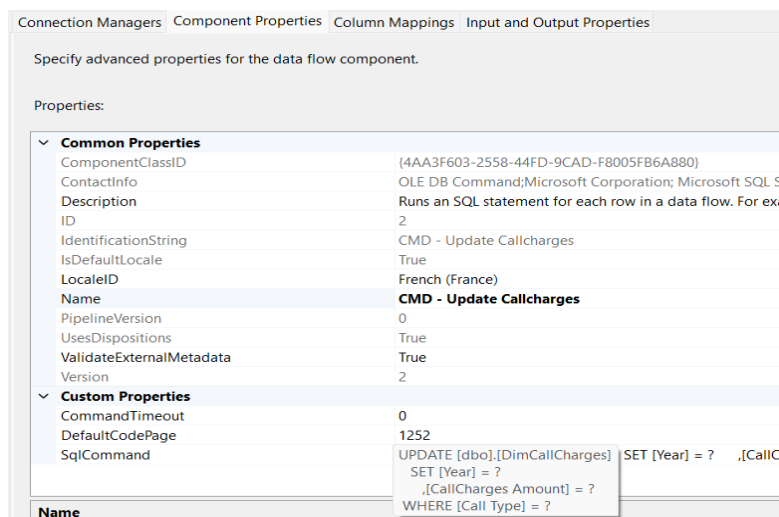 Connection Managers Component Properties Column Mappings Input and Output Properties
Specify advanced properties for the data flow component.
Properties:
Common Properties
ComponentClassID {4AA3F603-2558-44FD-9CAD-F8005FB6A880}
ContactInfo OLE DB Command;Microsoft Corporation; Microsoft SQL S
Description Runs an SQL statement for each row in a data flow. For exa
ID 2
IdentificationString CMD - Update Callcharges
IsDefaultLocale True
LocaleID French (France)
Name CMD - Update Callcharges
PipelineVersion 0
UsesDispositions True
ValidateExternalMetadata True
Version 2
Custom Properties
CommandTimeout 0
DefaultCodePage 1252
SqlCommand UPDATE [dbo].[DimCallCharges] SET [Year] = ? ,[CallC
SET [Year] = ?
,[CallCharges Amount] = ?
WHERE [Call Type] = ?
Name